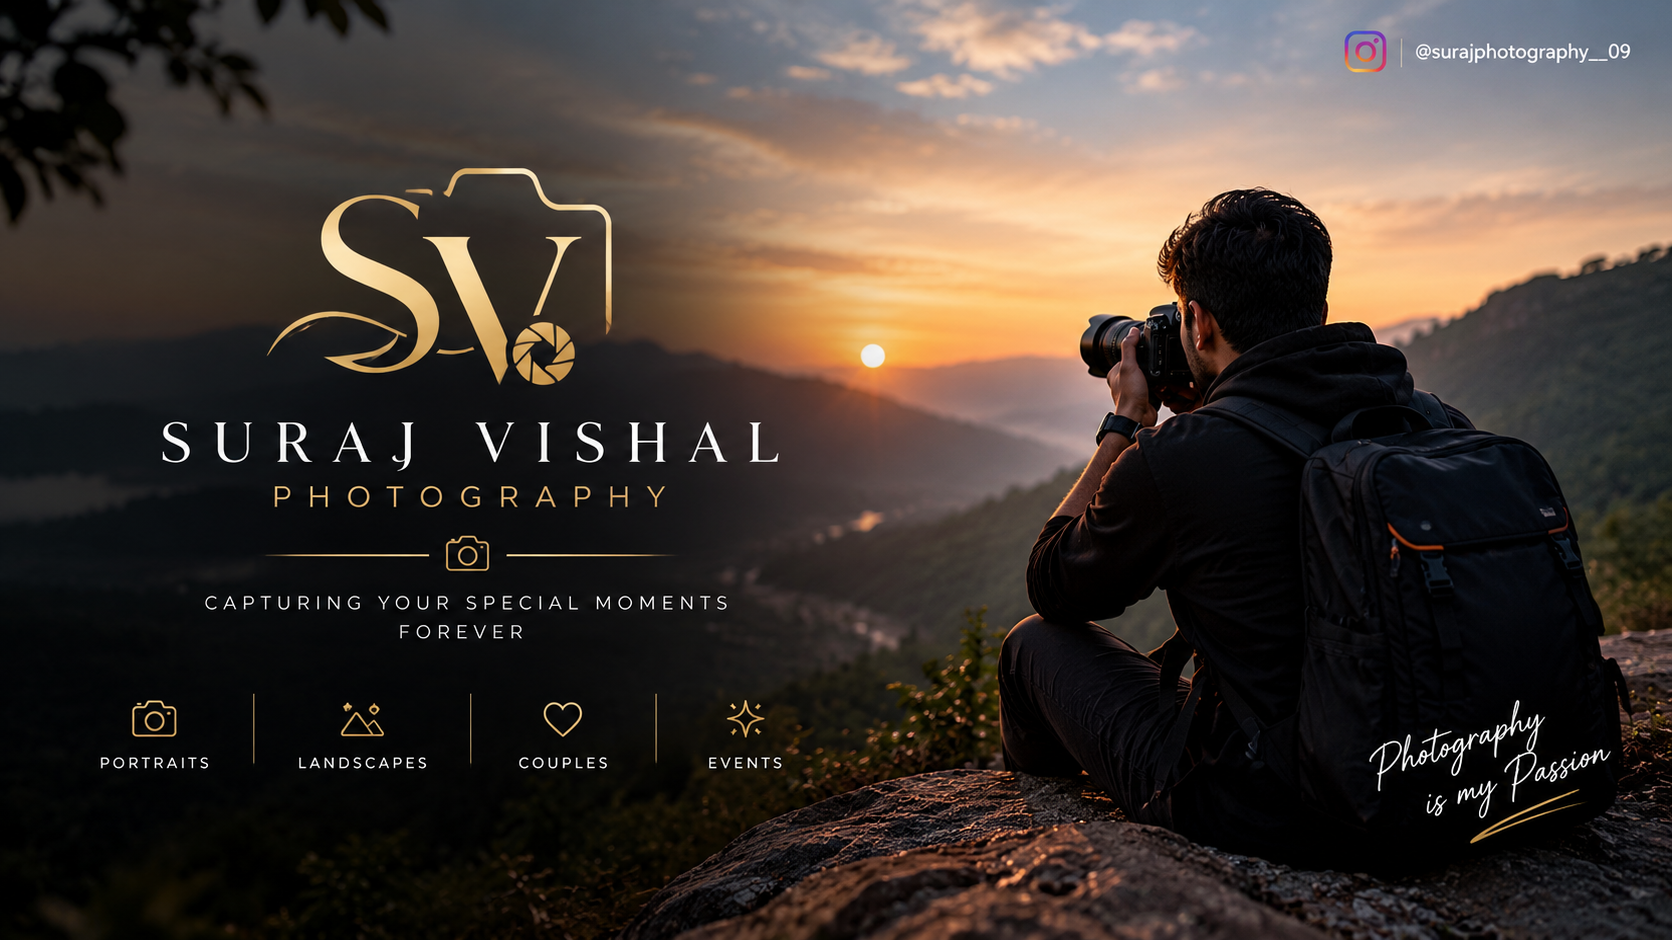 @surajphotography__09
SV
SURAJ VISHAL
PHOTOGRAPHY
CAPTURING YOUR SPECIAL MOMENTS
FOREVER
PORTRAITS
LANDSCAPES
COUPLES
EVENTS
Photography
is my Passion